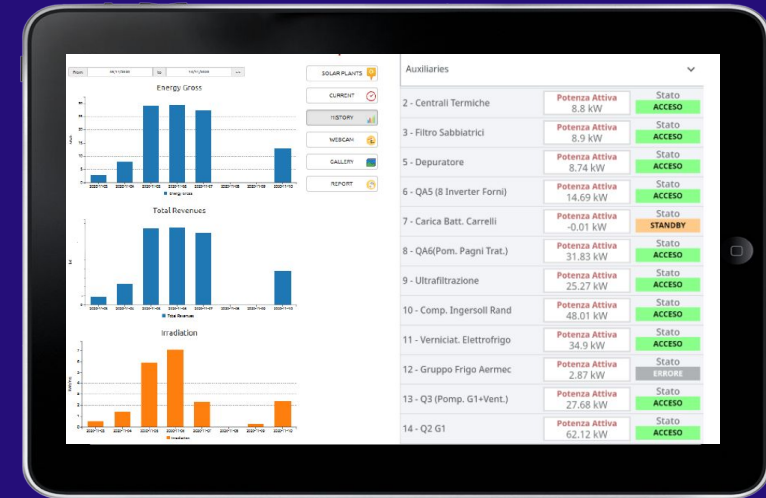 From
to
Energy Gross
Energy Gross
Total Revenues
Total Revenues
Irradiation
Irradiation
SOLAR PLANTS
CURRENT
HISTORY
WEBCAM
GALLERY
REPORT
Auxiliaries
2 - Centrali Termiche
Potenza Attiva
8.8 kW
Stato
ACCESO
3 - Filtro Sabbiatrici
Potenza Attiva
8.9 kW
Stato
ACCESO
5 - Depuratore
Potenza Attiva
8.74 kW
Stato
ACCESO
6 - QA5 (8 Inverter Forni)
Potenza Attiva
14.69 kW
Stato
ACCESO
7 - Carica Batt. Carrelli
Potenza Attiva
-0.01 kW
Stato
STANDBY
8 - QA6(Pom. Pagni Trat.)
Potenza Attiva
31.83 kW
Stato
ACCESO
9 - Ultrafiltrazione
Potenza Attiva
25.27 kW
Stato
ACCESO
10 - Comp. Ingersoll Rand
Potenza Attiva
48.01 kW
Stato
ACCESO
11 - Verniciat. Elettrofrigo
Potenza Attiva
34.9 kW
Stato
ACCESO
12 - Gruppo Frigo Aermec
Potenza Attiva
2.87 kW
Stato
ERRORE
13 - Q3 (Pomp. G1+Vent.)
Potenza Attiva
27.68 kW
Stato
ACCESO
14 - Q2 G1
Potenza Attiva
62.12 kW
Stato
ACCESO